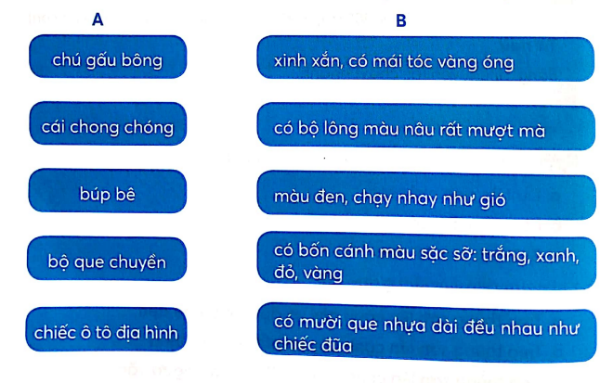 A B
chú gấu bông
xinh xắn, có mái tóc vàng óng
cái chong chóng
có bộ lông màu nâu rất mượt mà
búp bê
màu đen, chạy nhay như gió
bộ que chuyền
có bốn cánh màu sặc sỡ: trắng, xanh,
đỏ, vàng
chiếc ô tô địa hình
có mười que nhựa dài đều nhau như
chiếc đũa